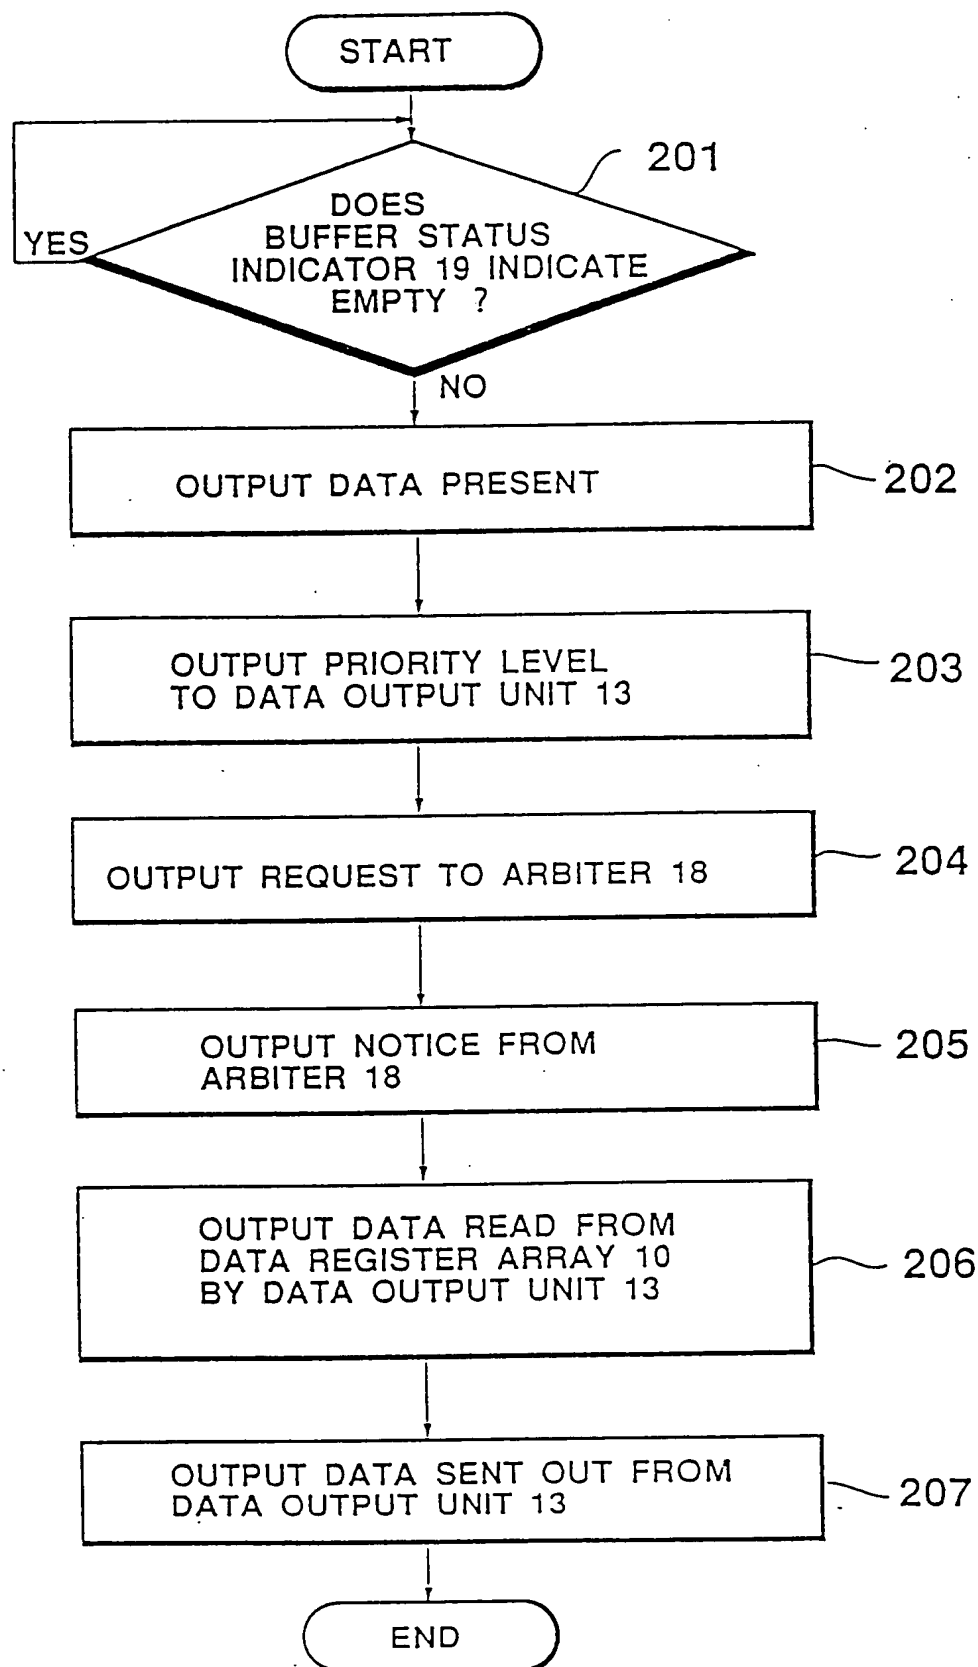 START
201
DOES
BUFFER STATUS
INDICATOR 19 INDICATE
EMPTY ?
YES
NO
OUTPUT DATA PRESENT
202
OUTPUT PRIORITY LEVEL
TO DATA OUTPUT UNIT 13
203
OUTPUT REQUEST TO ARBITER 18
204
OUTPUT NOTICE FROM
ARBITER 18
205
OUTPUT DATA READ FROM
DATA REGISTER ARRAY 10
BY DATA OUTPUT UNIT 13
206
OUTPUT DATA SENT OUT FROM
DATA OUTPUT UNIT 13
207
END